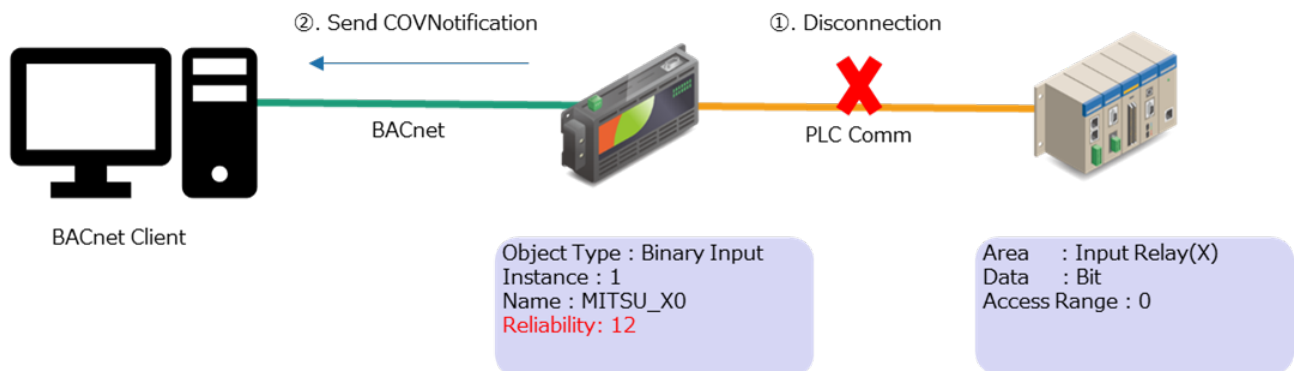 ②. Send COVNotification
①. Disconnection
BACnet
PLC Comm
BACnet Client
Object Type : Binary Input
Instance : 1
Name : MITSU_X0
Reliability: 12
Area : Input Relay(X)
Data : Bit
Access Range : 0